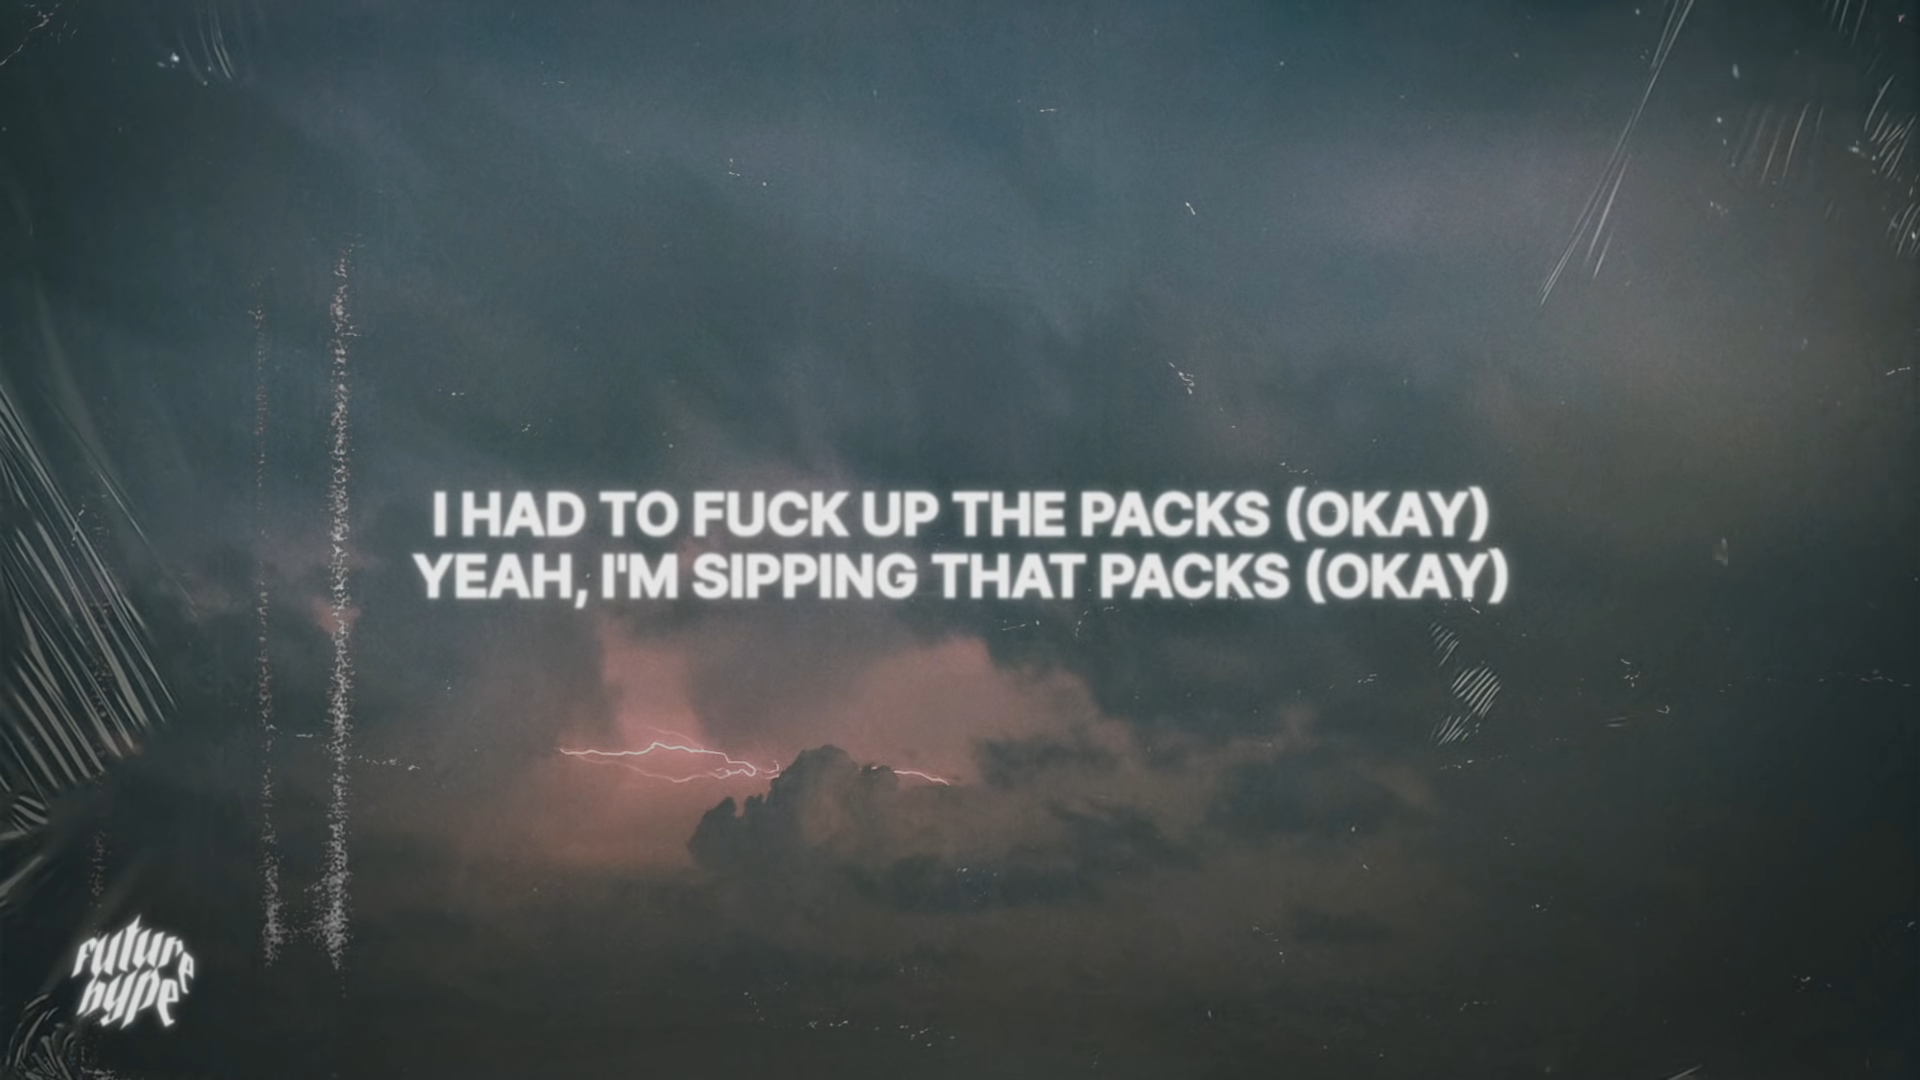 I HAD TO FUCK UP THE PACKS (OKAY)
YEAH, I'M SIPPING THAT PACKS (OKAY)
future
hype